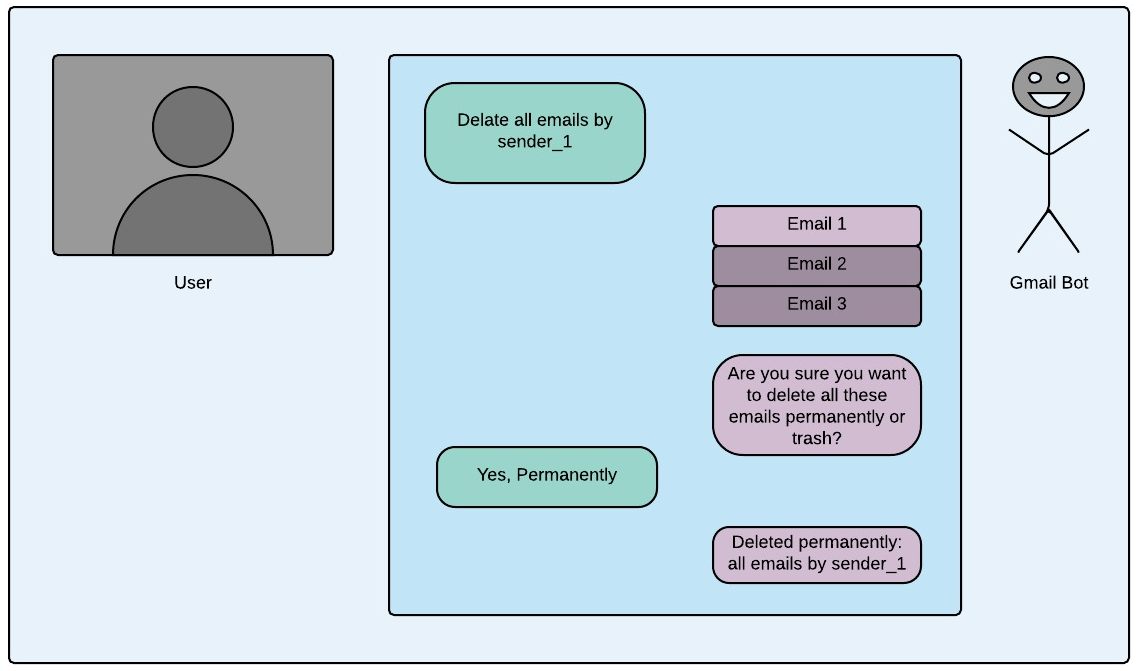 Delate all emails by
sender_1
Email 1
Email 2
Email 3
User
Gmail Bot
Are you sure you want
to delete all these
emails permanently or
trash?
Yes, Permanently
Deleted permanently:
all emails by sender_1